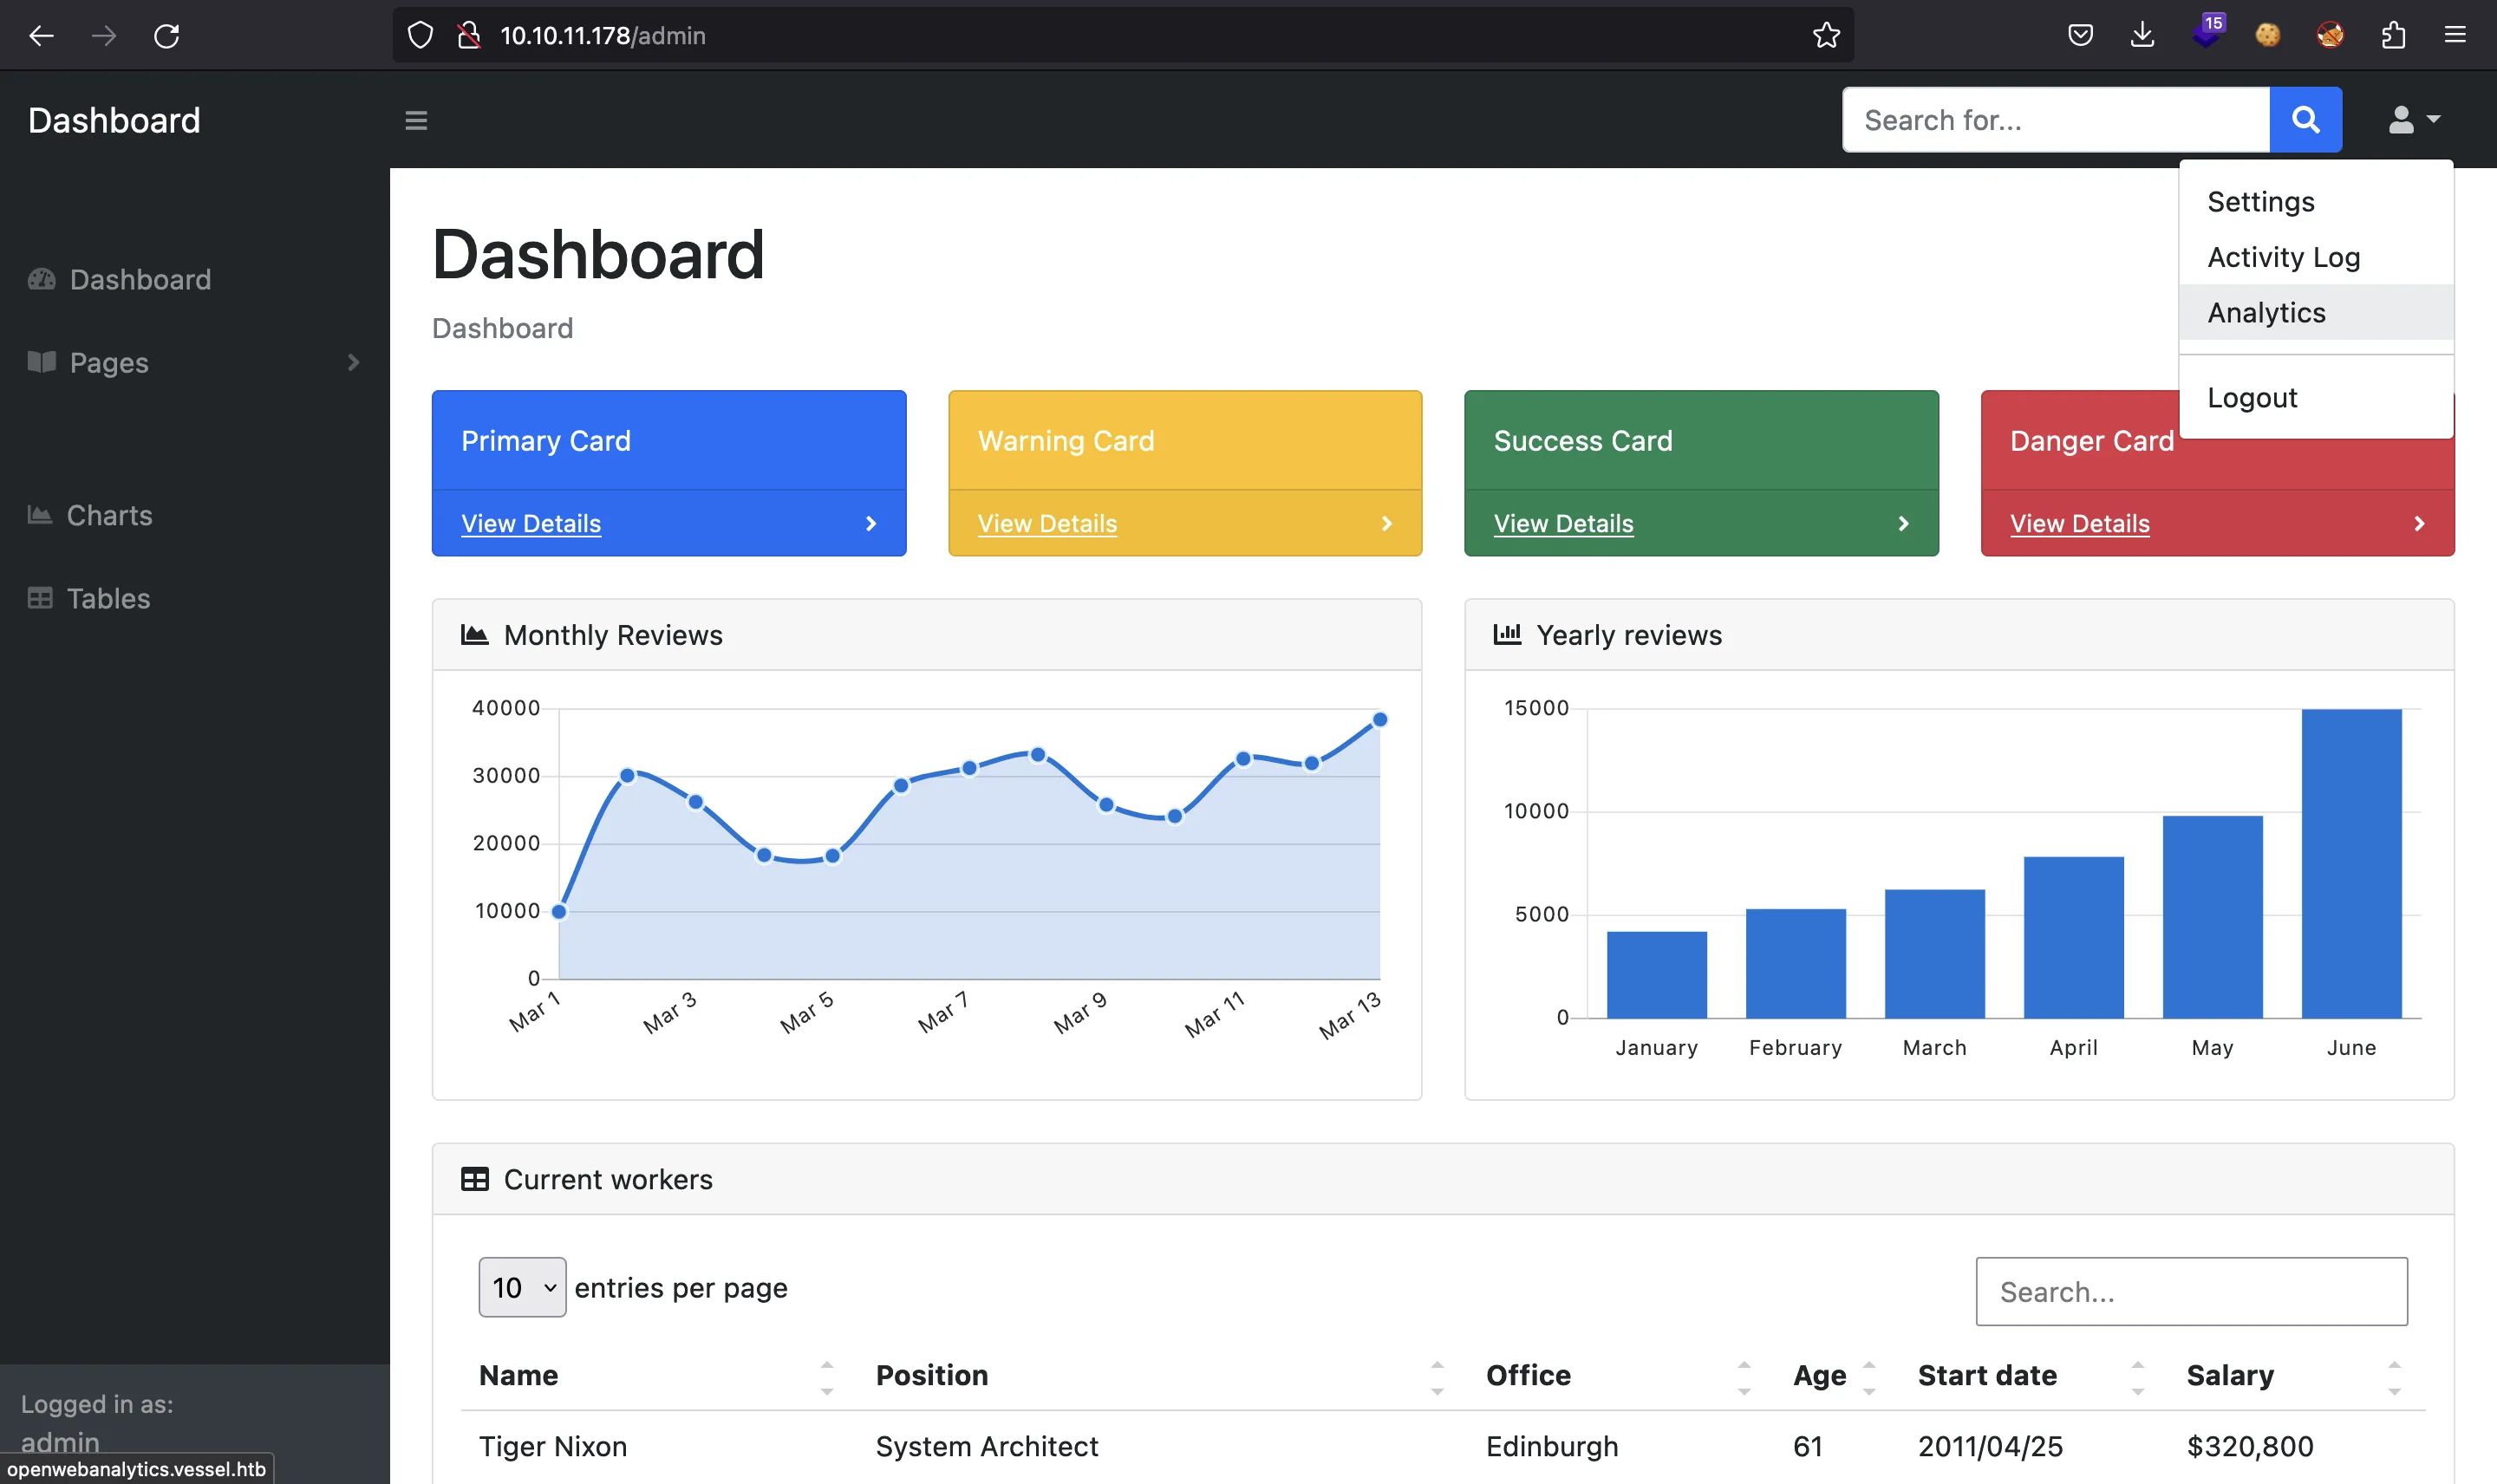 10.10.11.178/admin
15
Dashboard
Search for...
Settings
Activity Log
Analytics
Logout
Dashboard
Pages
Charts
Tables
Logged in as:
admin
openwebanalytics.vessel.htb
Dashboard
Dashboard
Primary Card
View Details
Warning Card
View Details
Success Card
View Details
Danger Card
View Details
Monthly Reviews
40000
30000
20000
10000
0
Mar 1 Mar 3 Mar 5 Mar 7 Mar 9 Mar 11 Mar 13
Yearly reviews
15000
10000
5000
0
January February March April May June
Current workers
10 entries per page
Search...
Name Position Office Age Start date Salary
Tiger Nixon System Architect Edinburgh 61 2011/04/25 $320,800